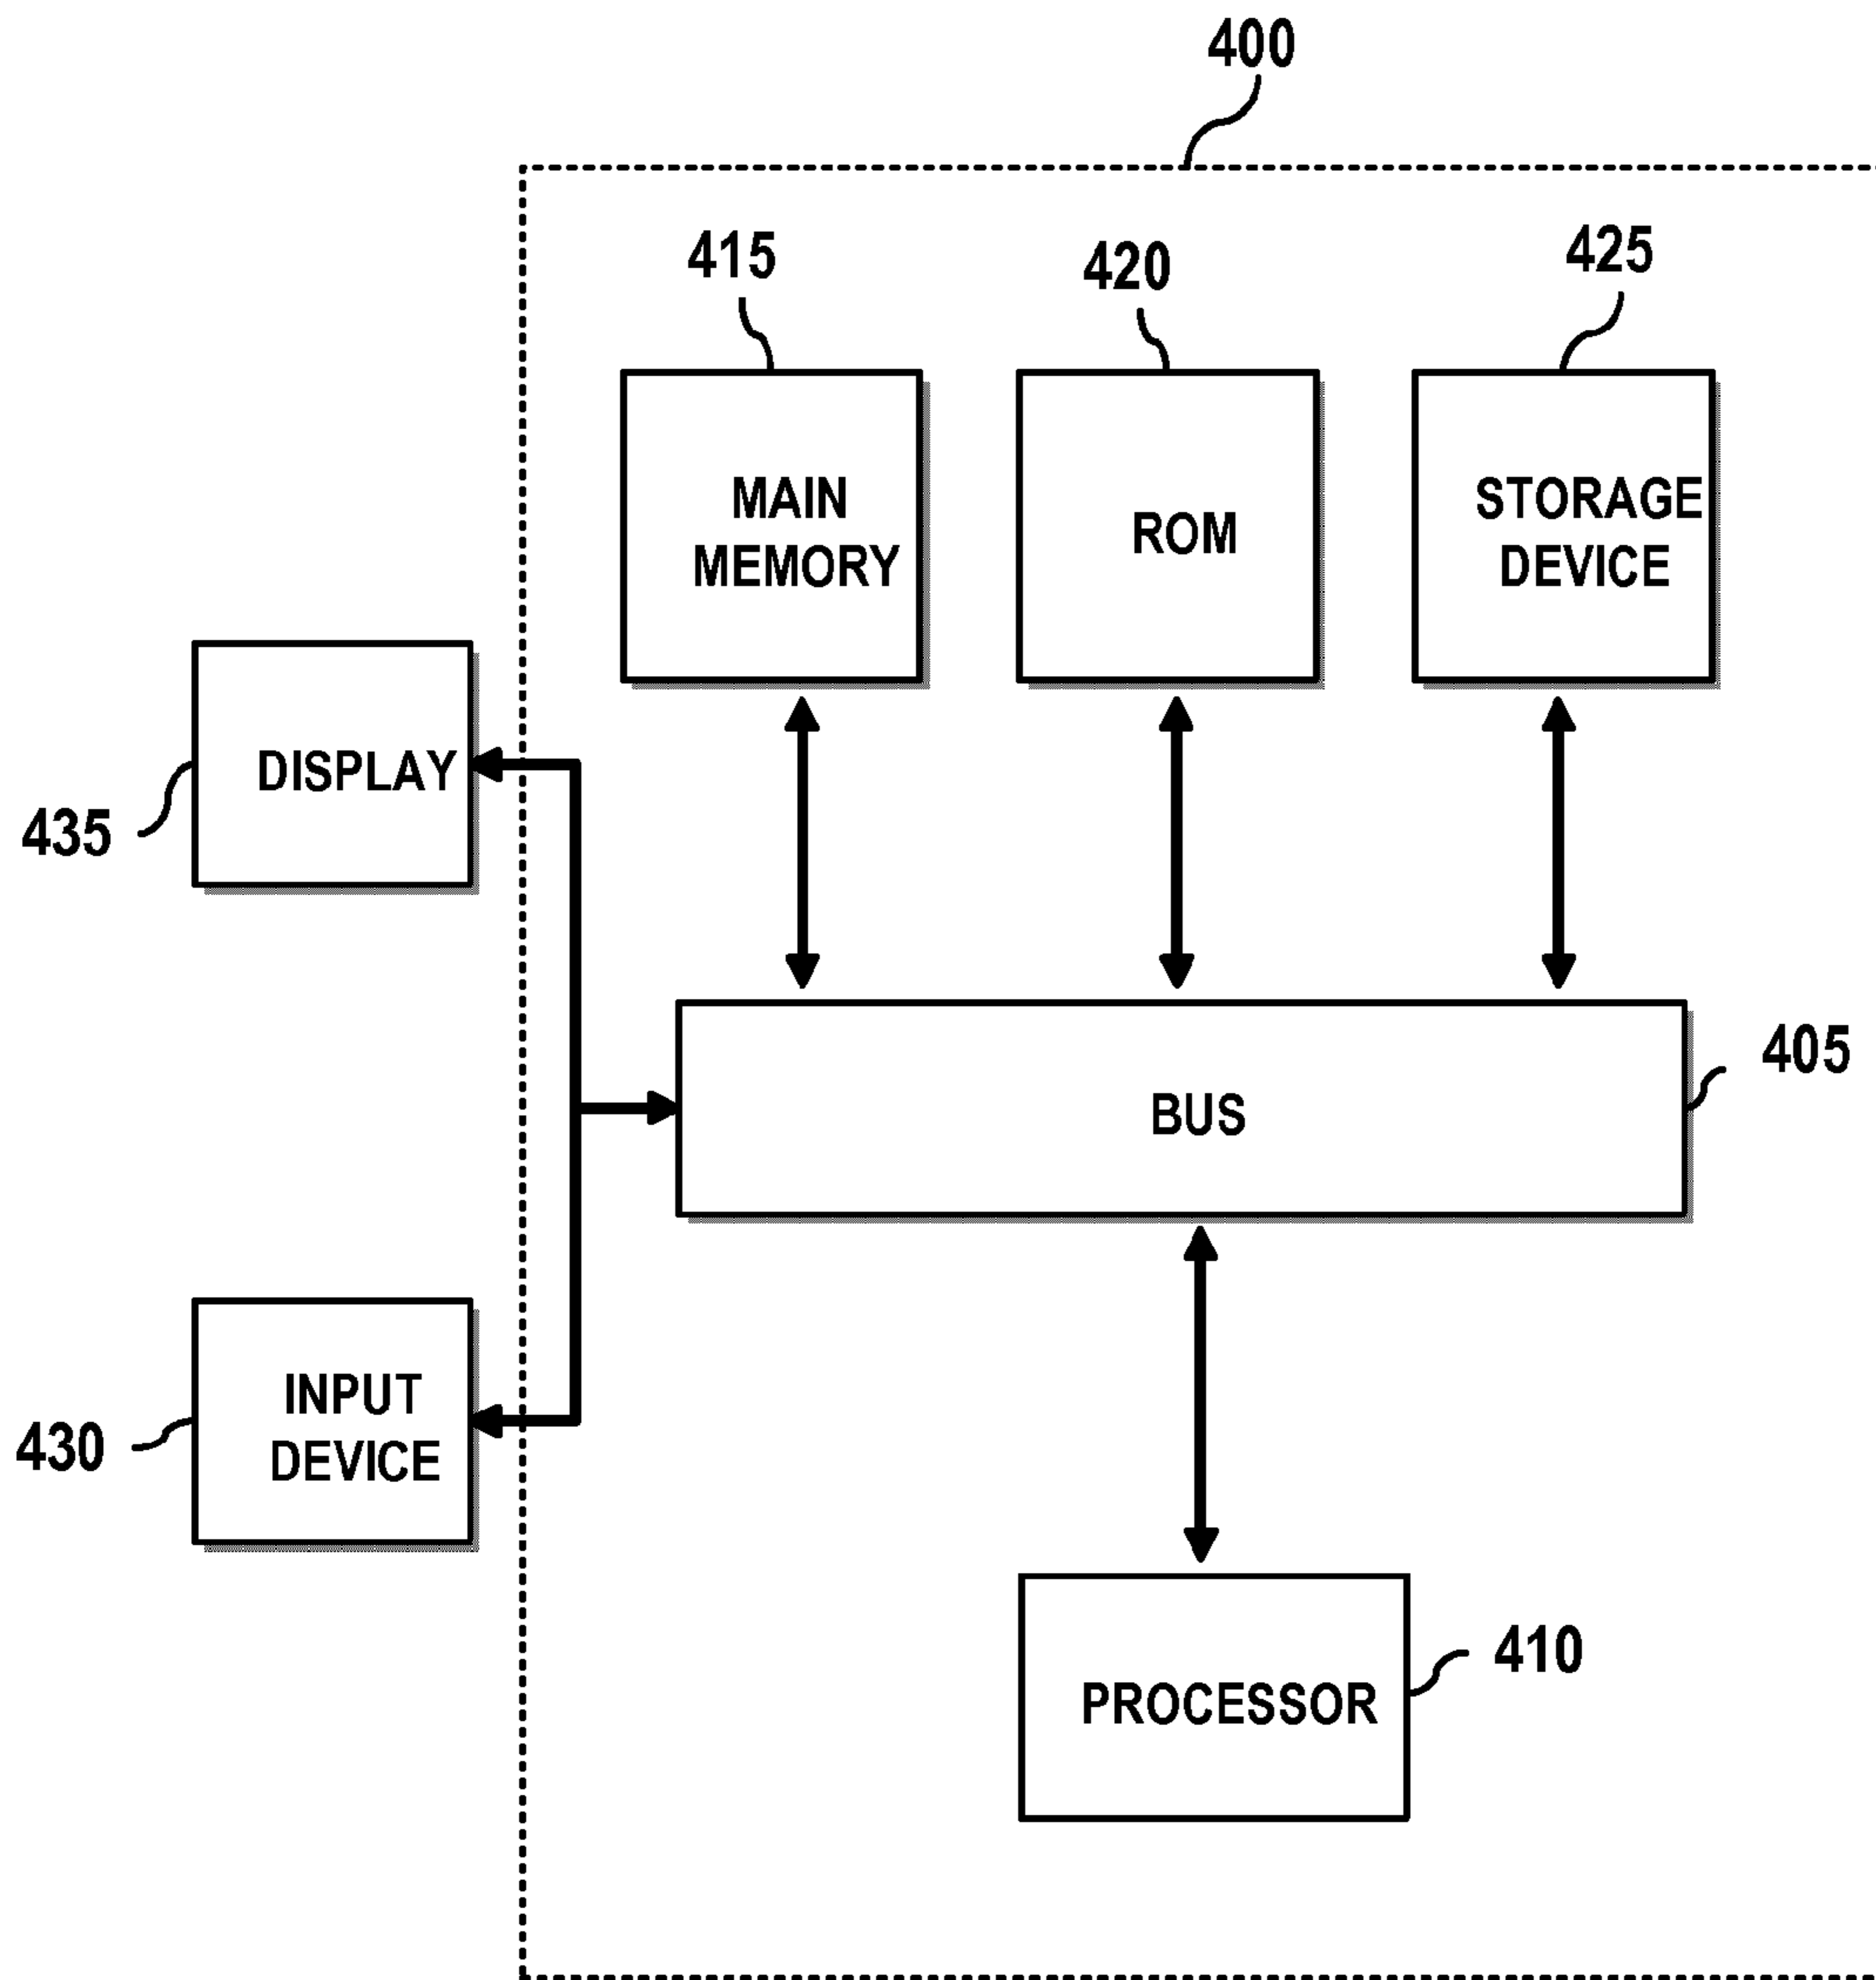 400
415
420
425
MAIN
MEMORY
ROM
STORAGE
DEVICE
DISPLAY
435
405
BUS
INPUT
DEVICE
430
410
PROCESSOR